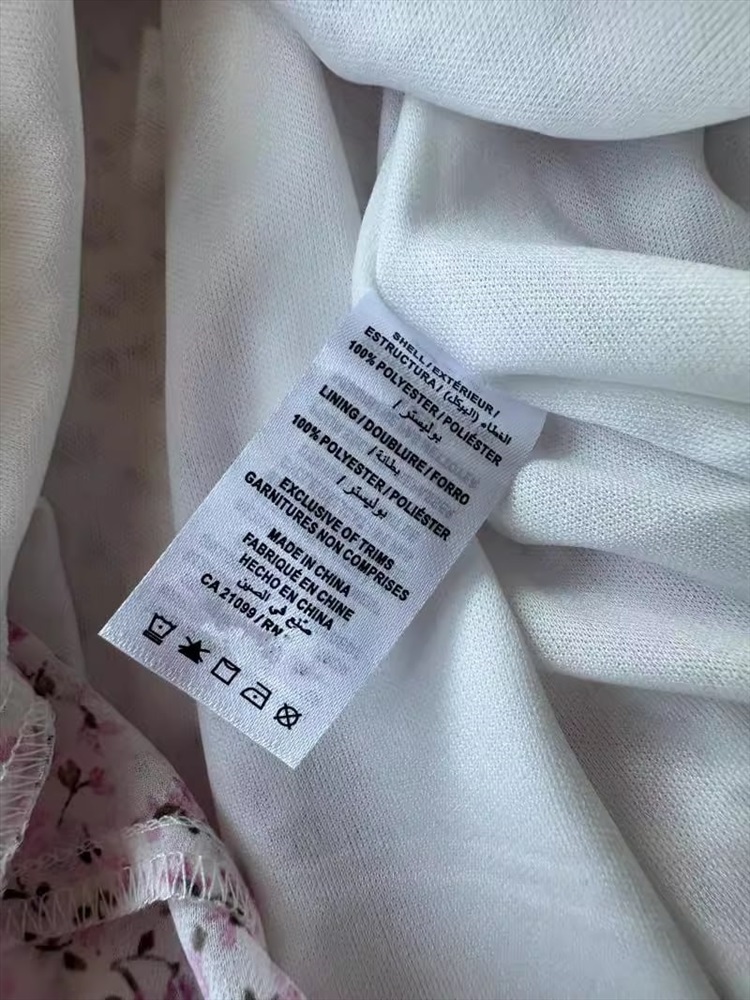 SHELL / EXTÉRIEUR /
ESTRUCTURA / (الهيكل) الغطاء
100% POLYESTER / POLIÉSTER
/ بوليستر
LINING / DOUBLURE / FORRO
/ بطانة
100% POLYESTER / POLIÉSTER
/ بوليستر
EXCLUSIVE OF TRIMS
GARNITURES NON COMPRISES
MADE IN CHINA
FABRIQUÉ EN CHINE
HECHO EN CHINA
صنع في الصين
CA 21099 / RN